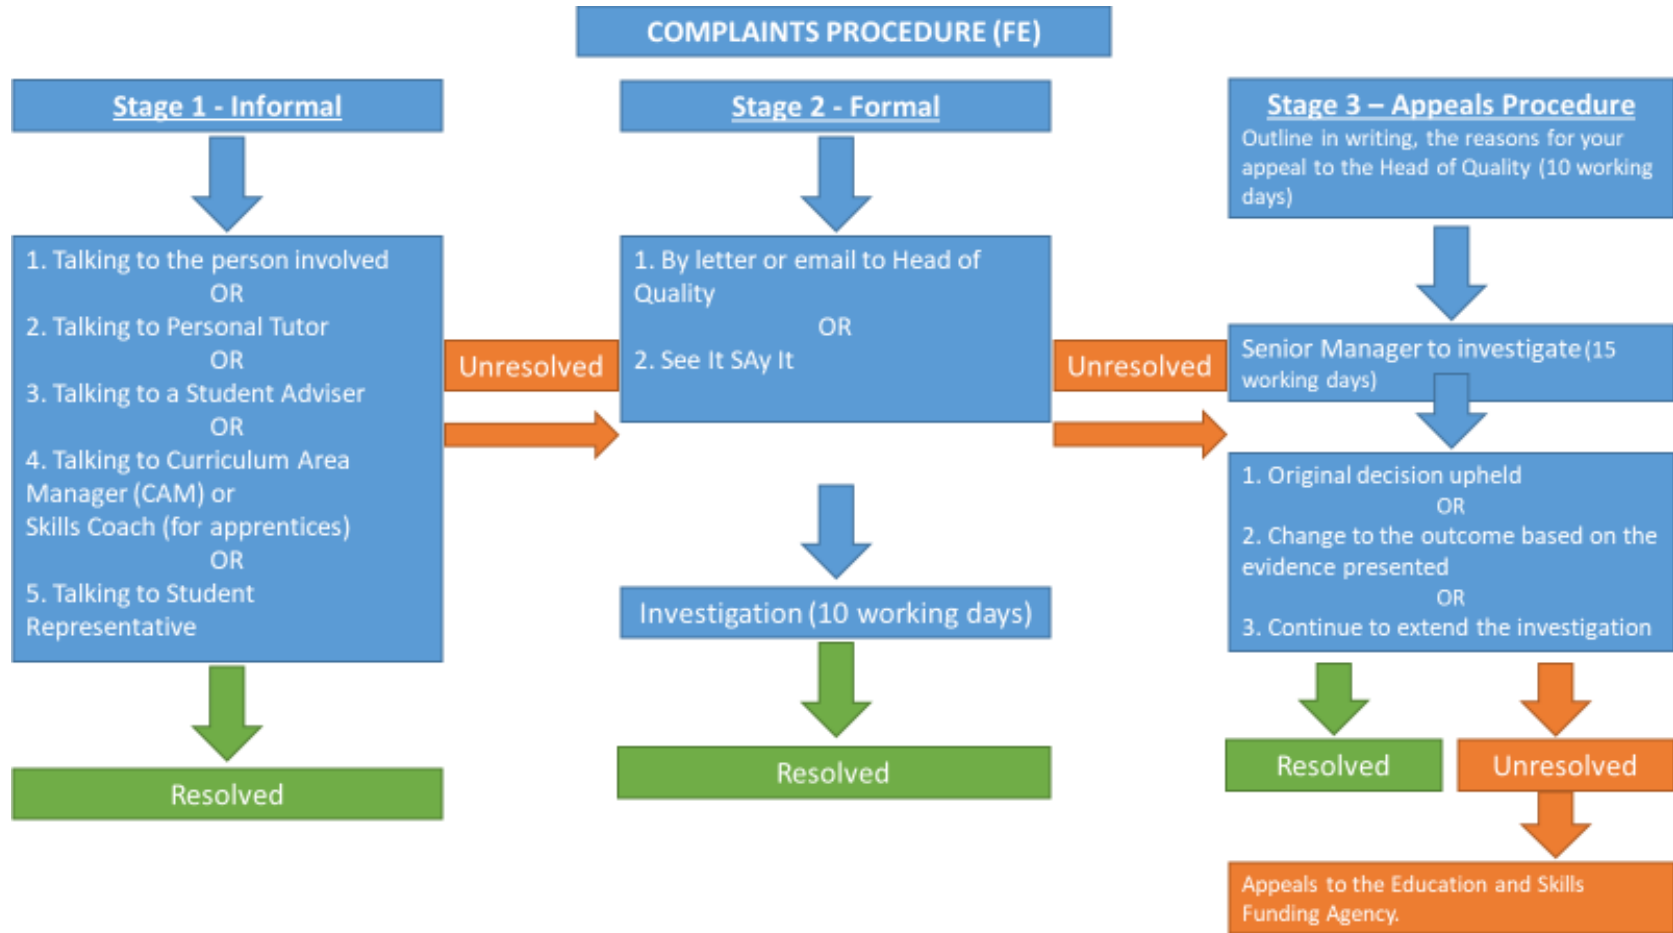 COMPLAINTS PROCEDURE (FE)
Stage 1 - Informal
1. Talking to the person involved
OR
2. Talking to Personal Tutor
OR
3. Talking to a Student Adviser
OR
4. Talking to Curriculum Area
Manager (CAM) or
Skills Coach (for apprentices)
OR
5. Talking to Student
Representative
Resolved
Unresolved
Stage 2 - Formal
1. By letter or email to Head of
Quality
OR
2. See It SAy It
Investigation (10 working days)
Resolved
Unresolved
Stage 3 – Appeals Procedure
Outline in writing, the reasons for your
appeal to the Head of Quality (10 working
days)
Senior Manager to investigate (15
working days)
1. Original decision upheld
OR
2. Change to the outcome based on the
evidence presented
OR
3. Continue to extend the investigation
Resolved
Unresolved
Appeals to the Education and Skills
Funding Agency.